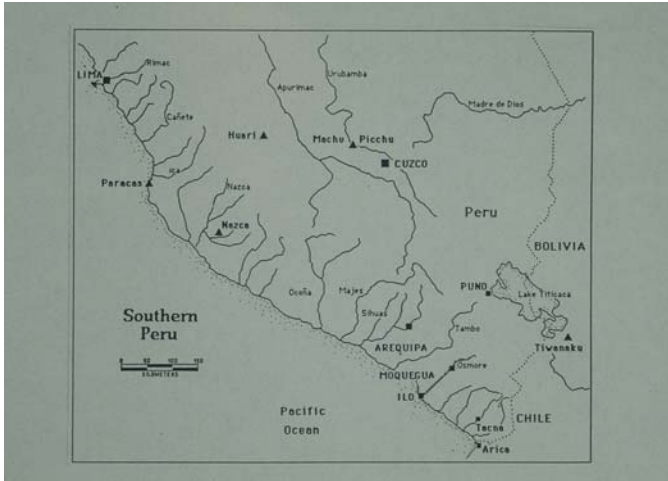 Rimac
LIMA
Cañete
Urubamba
Apurimac
Madre de Dios
Huari
Machu Picchu
CUZCO
Ica
Paracas
Nazca
Nazca
Peru
BOLIVIA
PUNO
Lake Titicaca
Ocoña
Majes
Sihuas
Southern
Peru
Tambo
AREQUIPA
Tiwanaku
KILOMETERS
MOQUEGUA
Osmore
ILO
Pacific
Ocean
CHILE
Tacna
Arica